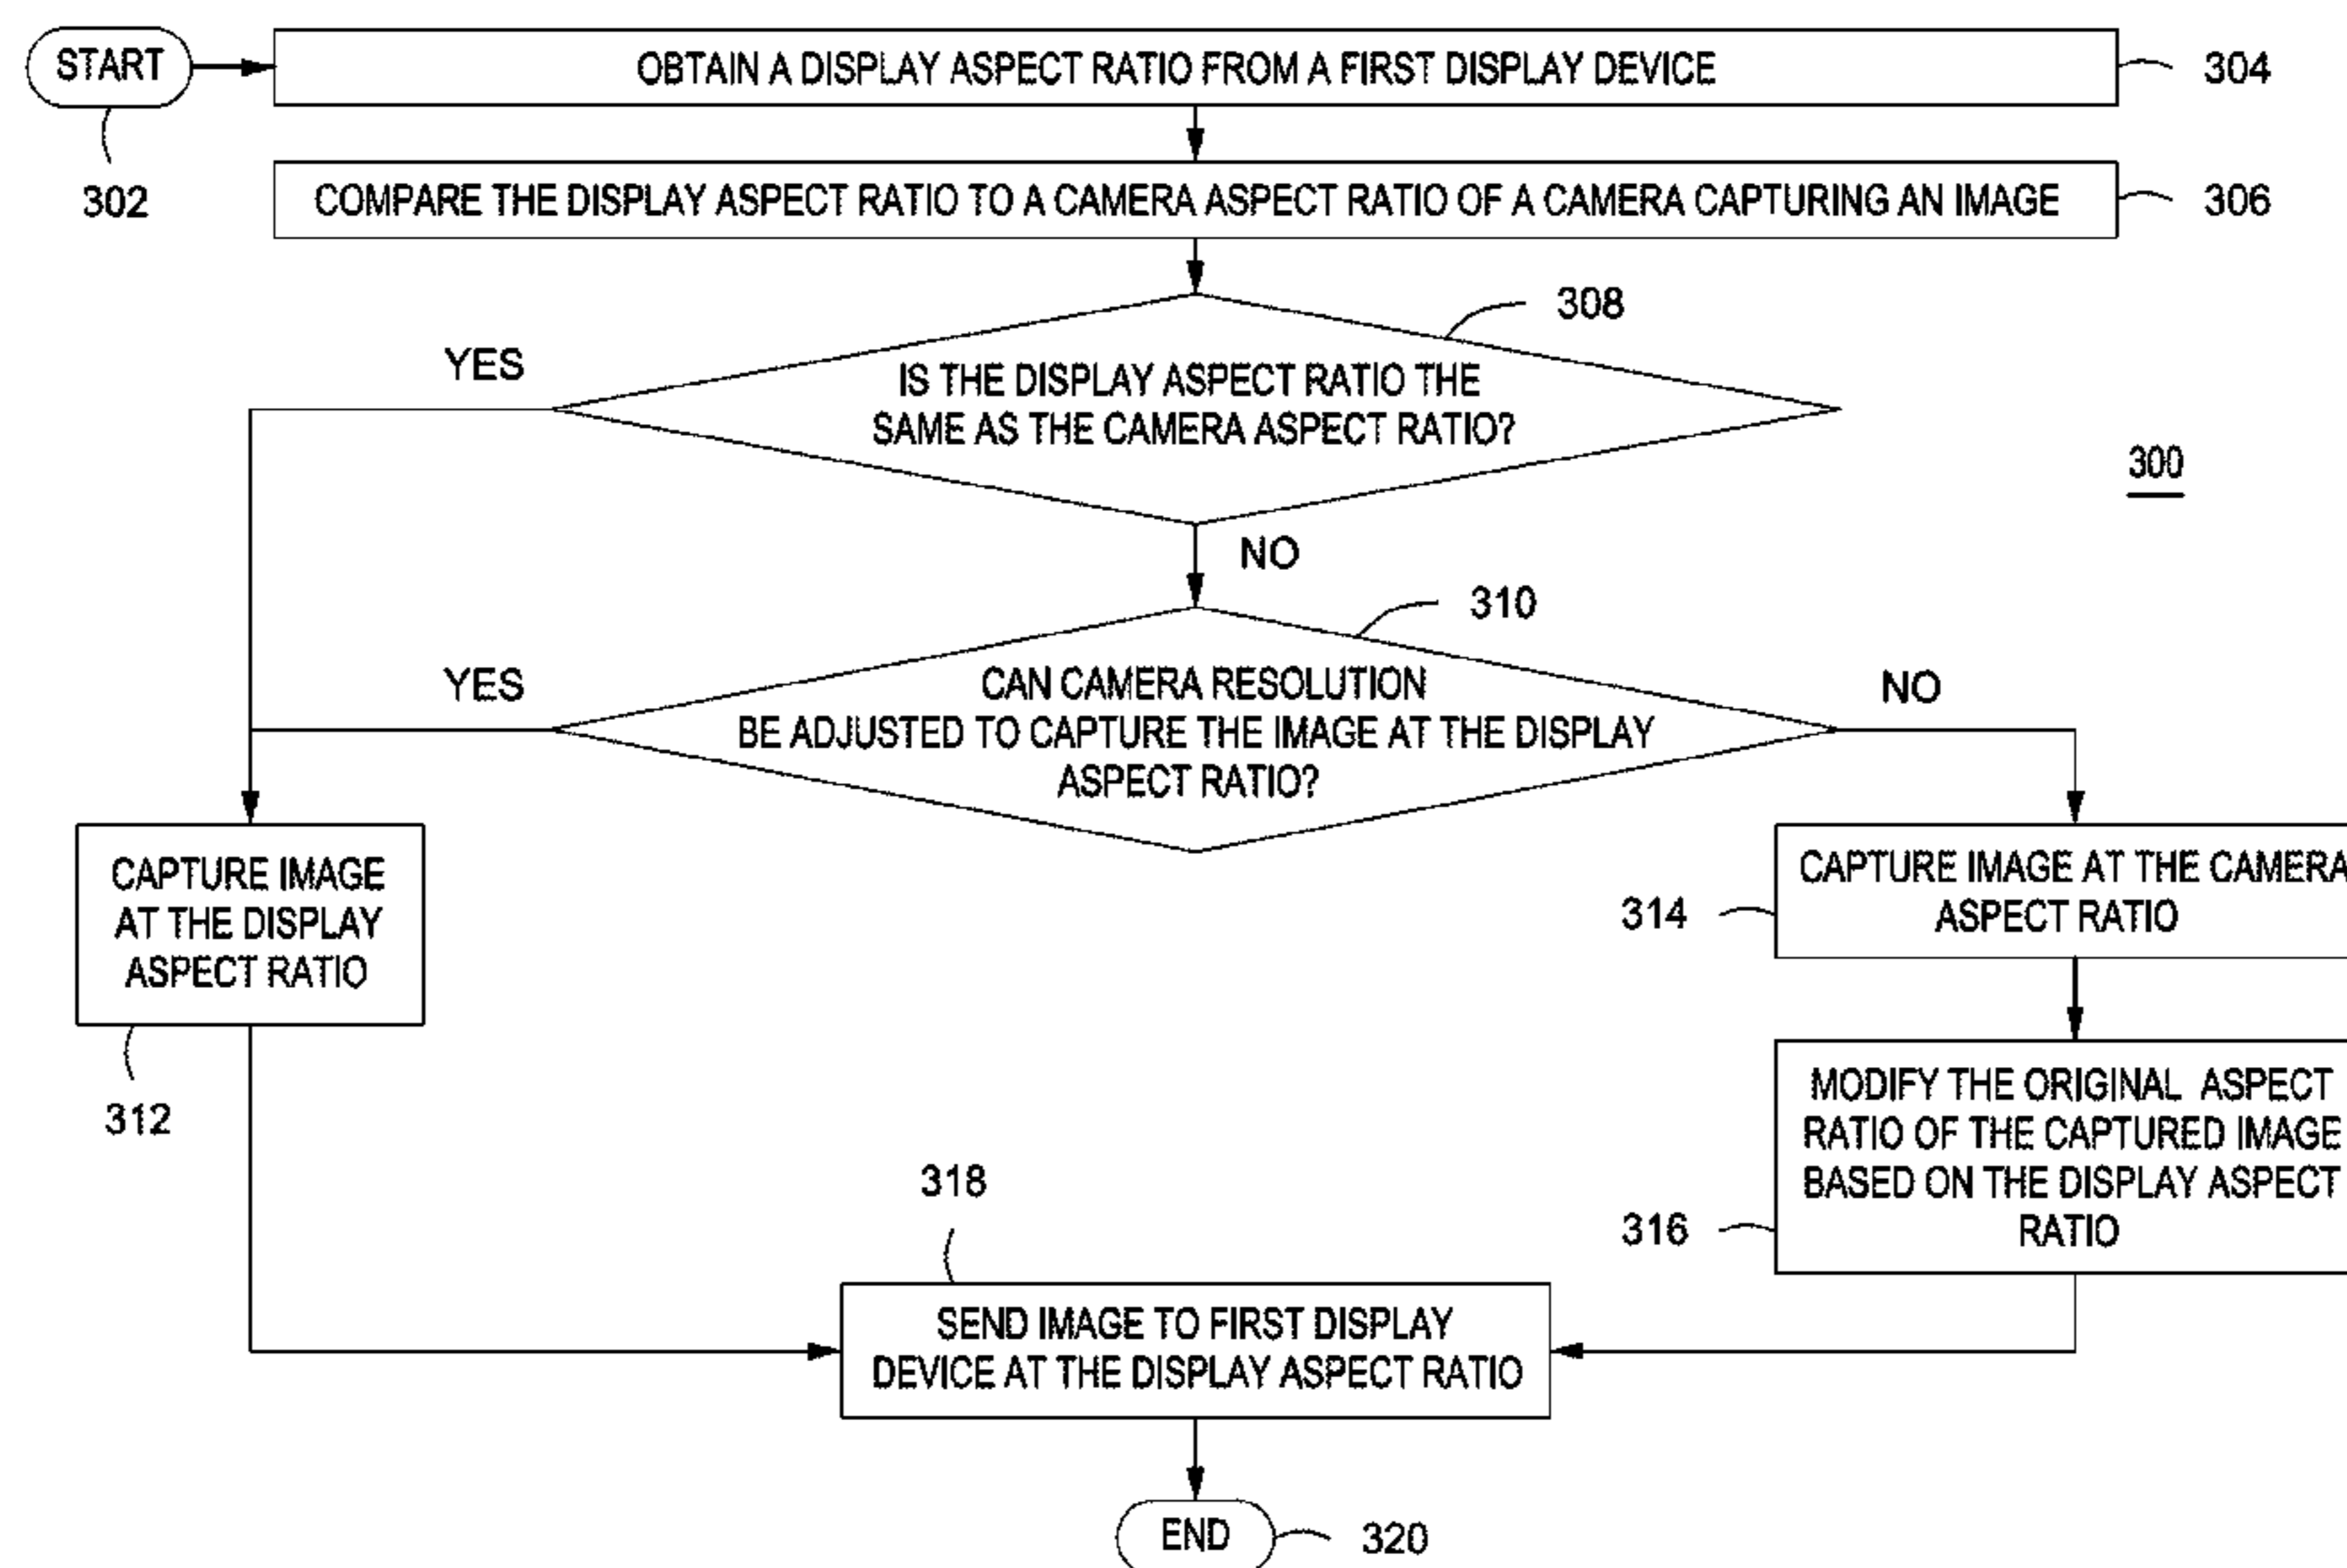 START
OBTAIN A DISPLAY ASPECT RATIO FROM A FIRST DISPLAY DEVICE
304
302
COMPARE THE DISPLAY ASPECT RATIO TO A CAMERA ASPECT RATIO OF A CAMERA CAPTURING AN IMAGE
306
308
YES
IS THE DISPLAY ASPECT RATIO THE
SAME AS THE CAMERA ASPECT RATIO?
300
NO
310
YES
CAN CAMERA RESOLUTION
BE ADJUSTED TO CAPTURE THE IMAGE AT THE DISPLAY
ASPECT RATIO?
NO
CAPTURE IMAGE
AT THE DISPLAY
ASPECT RATIO
312
CAPTURE IMAGE AT THE CAMERA
ASPECT RATIO
314
MODIFY THE ORIGINAL ASPECT
RATIO OF THE CAPTURED IMAGE
BASED ON THE DISPLAY ASPECT
RATIO
316
318
SEND IMAGE TO FIRST DISPLAY
DEVICE AT THE DISPLAY ASPECT RATIO
END
320